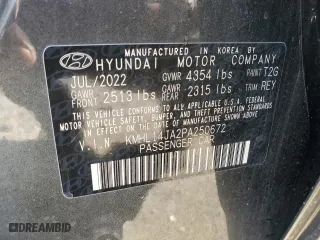 MANUFACTURED IN KOREA BY
HYUNDAI MOTOR COMPANY
JUL/2022 GVWR 4354 lbs PAINT T2G
GAWR FRONT 2513 lbs GAWR REAR 2315 lbs TRIM REY
THIS VEHICLE CONFORMS TO ALL APPLICABLE U.S. FEDERAL MOTOR
VEHICLE SAFETY, BUMPER, AND THEFT PREVENTION STANDARDS
IN EFFECT ON THE DATE OF MANUFACTURE SHOWN ABOVE.
V.I.N KMHL14JA2PA250672
PASSENGER CAR